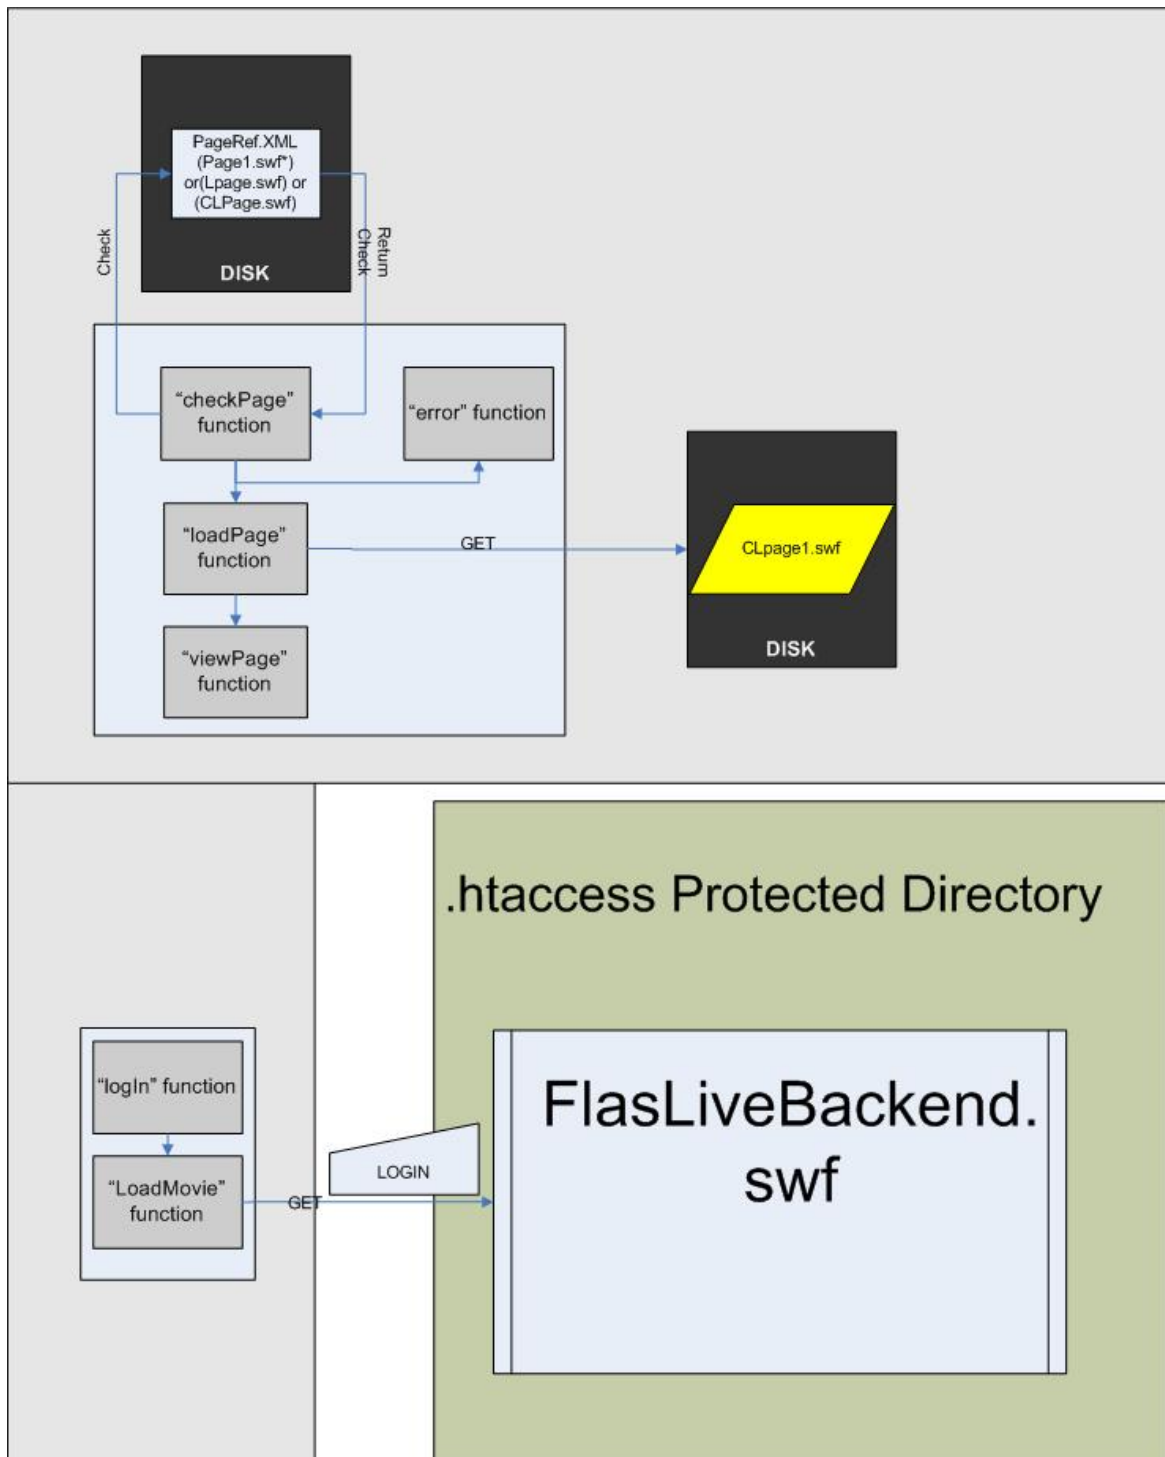 PageRef.XML
(Page1.swf*)
or(Lpage.swf) or
(CLPage.swf)
DISK
Check
Return
Check
“checkPage”
function
“error” function
“loadPage”
function
GET
CLpage1.swf
DISK
“viewPage”
function
.htaccess Protected Directory
“logIn” function
“LoadMovie”
function
GET
LOGIN
FlasLiveBackend.
swf